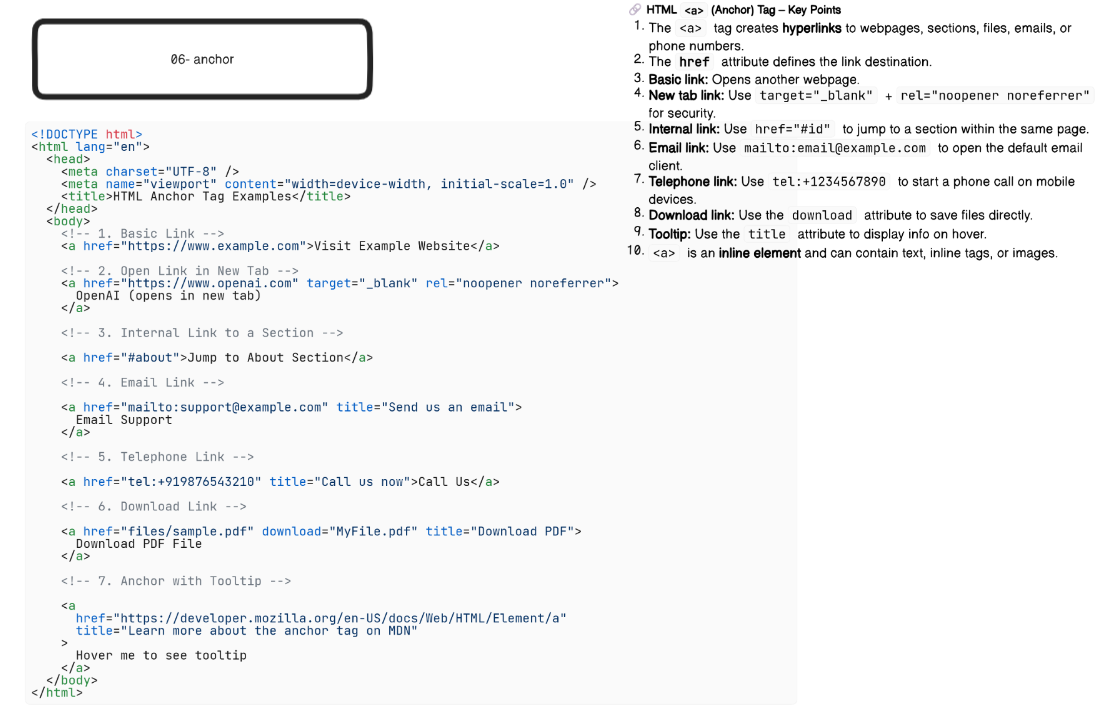 06- anchor
<!DOCTYPE html>
<html lang="en">
  <head>
    <meta charset="UTF-8" />
    <meta name="viewport" content="width=device-width, initial-scale=1.0" />
    <title>HTML Anchor Tag Examples</title>
  </head>
  <body>
    <!-- 1. Basic Link -->
    <a href="https://www.example.com">Visit Example Website</a>

    <!-- 2. Open Link in New Tab -->
    <a href="https://www.openai.com" target="_blank" rel="noopener noreferrer">
      OpenAI (opens in new tab)
    </a>

    <!-- 3. Internal Link to a Section -->

    <a href="#about">Jump to About Section</a>

    <!-- 4. Email Link -->

    <a href="mailto:support@example.com" title="Send us an email">
      Email Support
    </a>

    <!-- 5. Telephone Link -->

    <a href="tel:+919876543210" title="Call us now">Call Us</a>

    <!-- 6. Download Link -->

    <a href="files/sample.pdf" download="MyFile.pdf" title="Download PDF">
      Download PDF File
    </a>

    <!-- 7. Anchor with Tooltip -->

    <a
      href="https://developer.mozilla.org/en-US/docs/Web/HTML/Element/a"
      title="Learn more about the anchor tag on MDN"
    >
      Hover me to see tooltip
    </a>
  </body>
</html>
🔗 HTML <a> (Anchor) Tag – Key Points
1. The <a> tag creates hyperlinks to webpages, sections, files, emails, or
phone numbers.
2. The href attribute defines the link destination.
3. Basic link: Opens another webpage.
4. New tab link: Use target="_blank" + rel="noopener noreferrer"
for security.
5. Internal link: Use href="#id" to jump to a section within the same page.
6. Email link: Use mailto:email@example.com to open the default email
client.
7. Telephone link: Use tel:+1234567890 to start a phone call on mobile
devices.
8. Download link: Use the download attribute to save files directly.
9. Tooltip: Use the title attribute to display info on hover.
10. <a> is an inline element and can contain text, inline tags, or images.